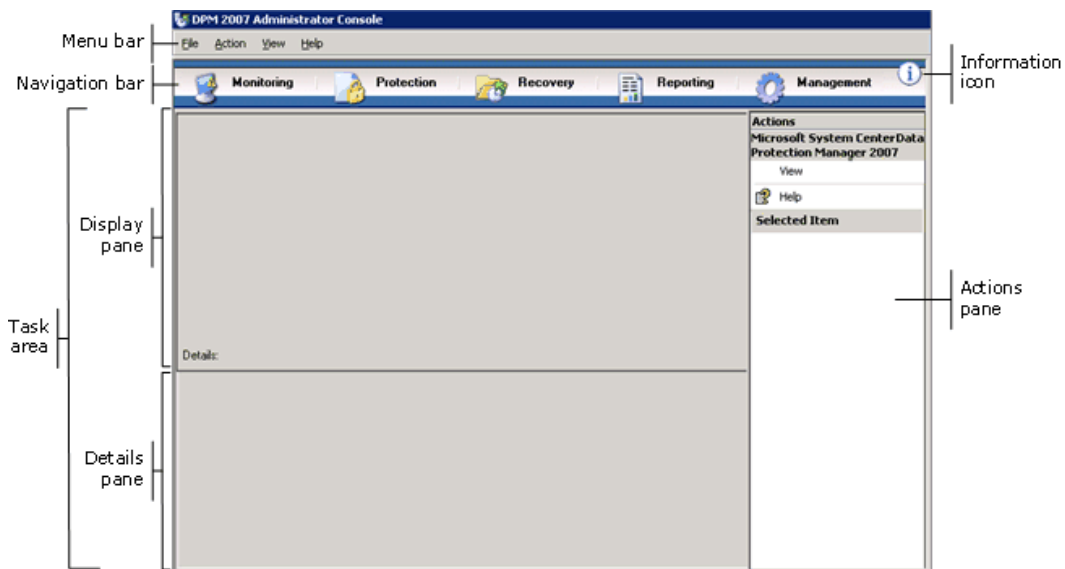 DPM 2007 Administrator Console
Menu bar
File Action View Help
Information
icon
Navigation bar
Monitoring Protection Recovery Reporting Management
Actions
Microsoft System CenterData
Protection Manager 2007
View
Help
Selected Item
Display
pane
Actions
pane
Task
area
Details:
Details
pane